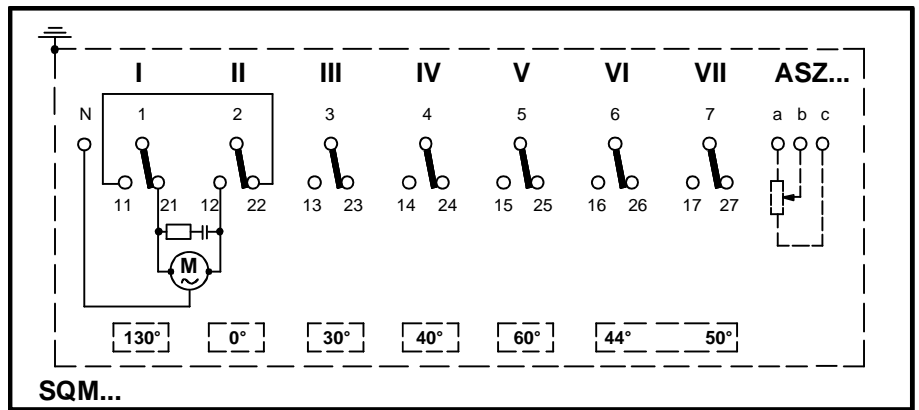 I II III IV V VI VII ASZ...
N 1 2 3 4 5 6 7 a b c
11 21 12 22 13 23 14 24 15 25 16 26 17 27
M
~
130° 0° 30° 40° 60° 44° 50°
SQM...